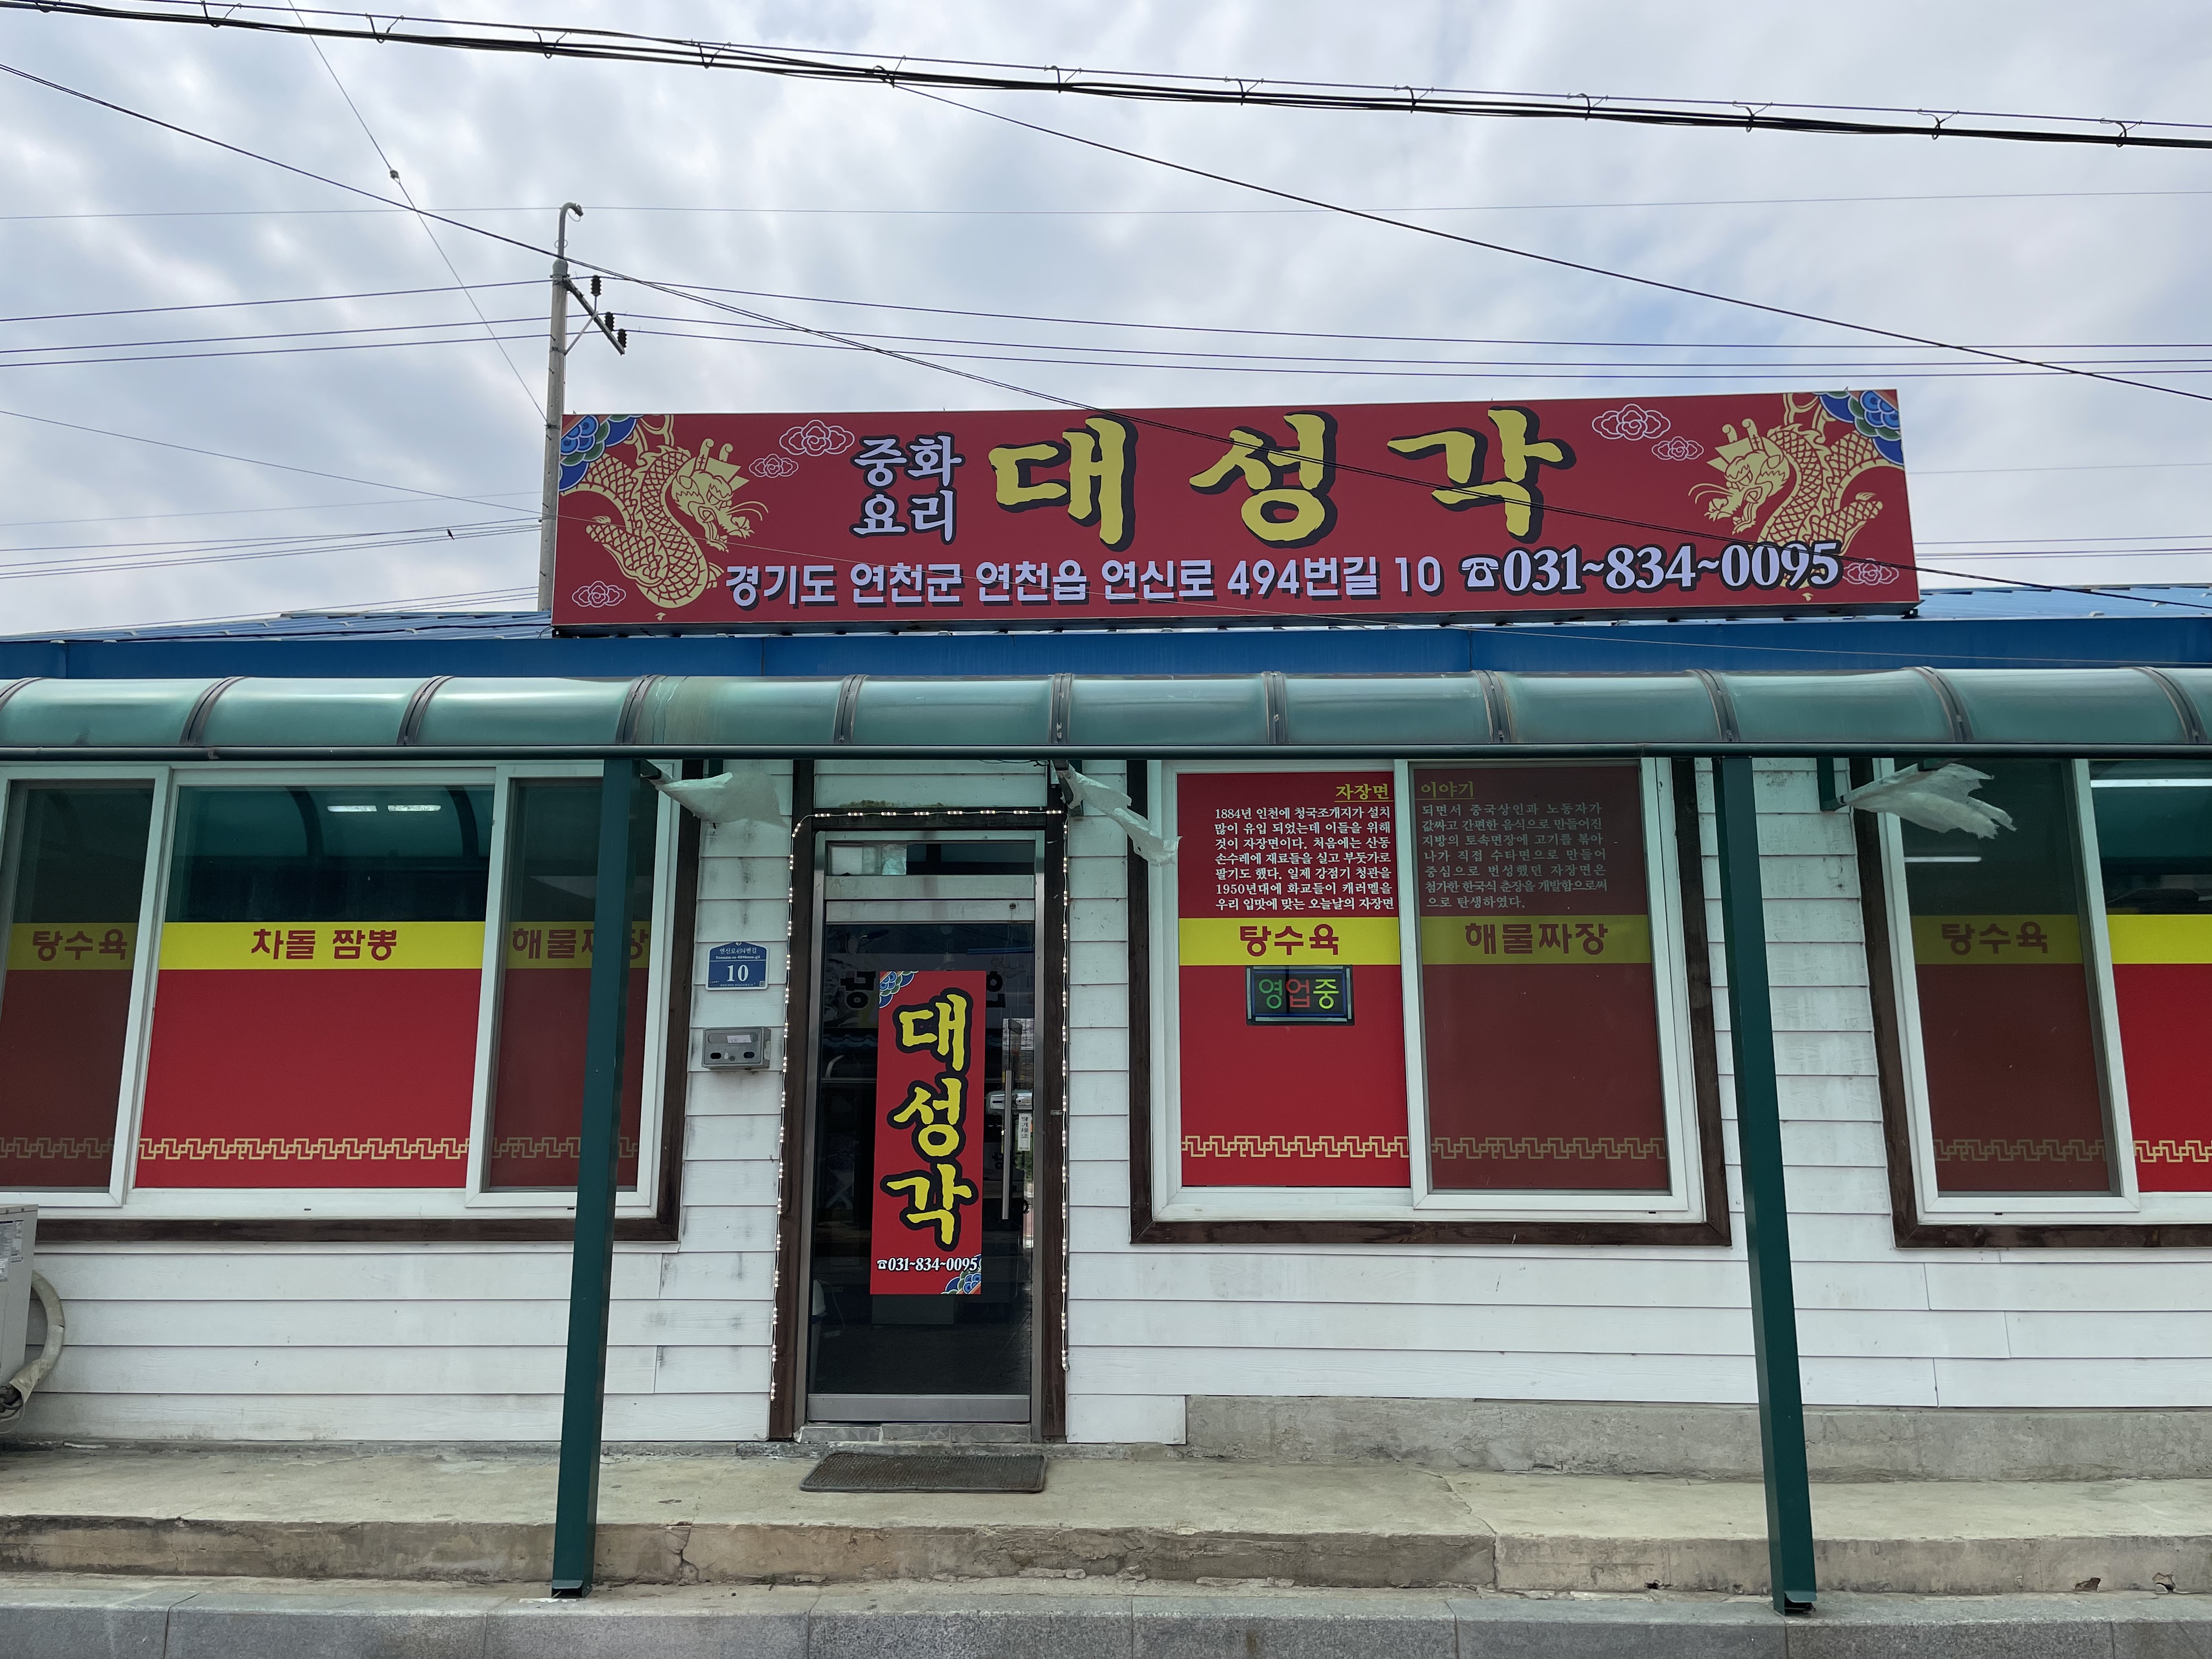 중화
요리
대성각
경기도 연천군 연천읍 연신로 494번길 10 ☎031~834~0095
자장면 이야기
1884년 인천에 청국조개지가 설치 되면서 중국상인과 노동자가
많이 유입 되었는데 이들을 위해 값싸고 간편한 음식으로 만들어진
것이 자장면이다. 처음에는 산동 지방의 토속면장에 고기를 볶아
손수레에 재료들을 싣고 부둣가로 나가 직접 수타면으로 만들어
팔기도 했다. 일제 강점기 청관을 중심으로 번성했던 자장면은
1950년대에 화교들이 캐러멜을 첨가한 한국식 춘장을 개발함으로써
우리 입맛에 맞는 오늘날의 자장면 으로 탄생하였다.
탕수육
차돌 짬뽕
해물짜장
탕수육
해물짜장
탕수육
연신로494번길
10
영업중
대성각
☎031~834~0095